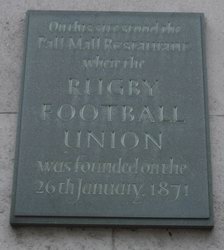 On this site stood the
Pall Mall Restaurant
when the
RUGBY
FOOTBALL
UNION
was founded on the
26th January, 1871